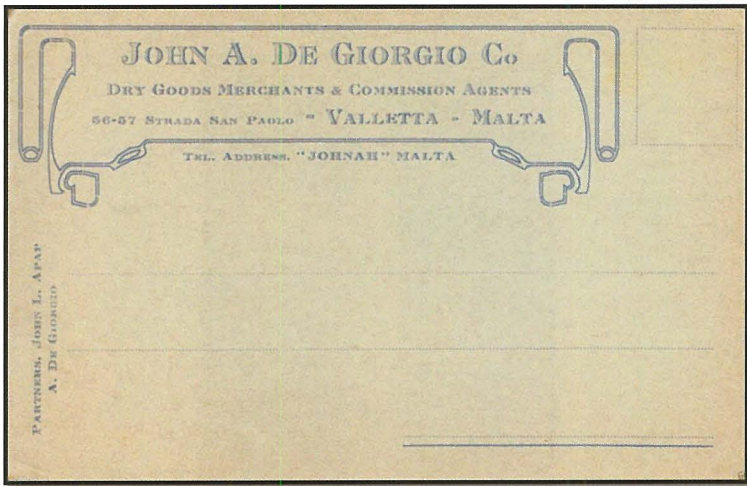 JOHN A. DE GIORGIO Co
DRY GOODS MERCHANTS & COMMISSION AGENTS
56-57 STRADA SAN PAOLO " VALLETTA - MALTA
TEL. ADDRESS. "JOHNAH" MALTA
PARTNERS, JOHN L. APAP
A. DE GIORGIO